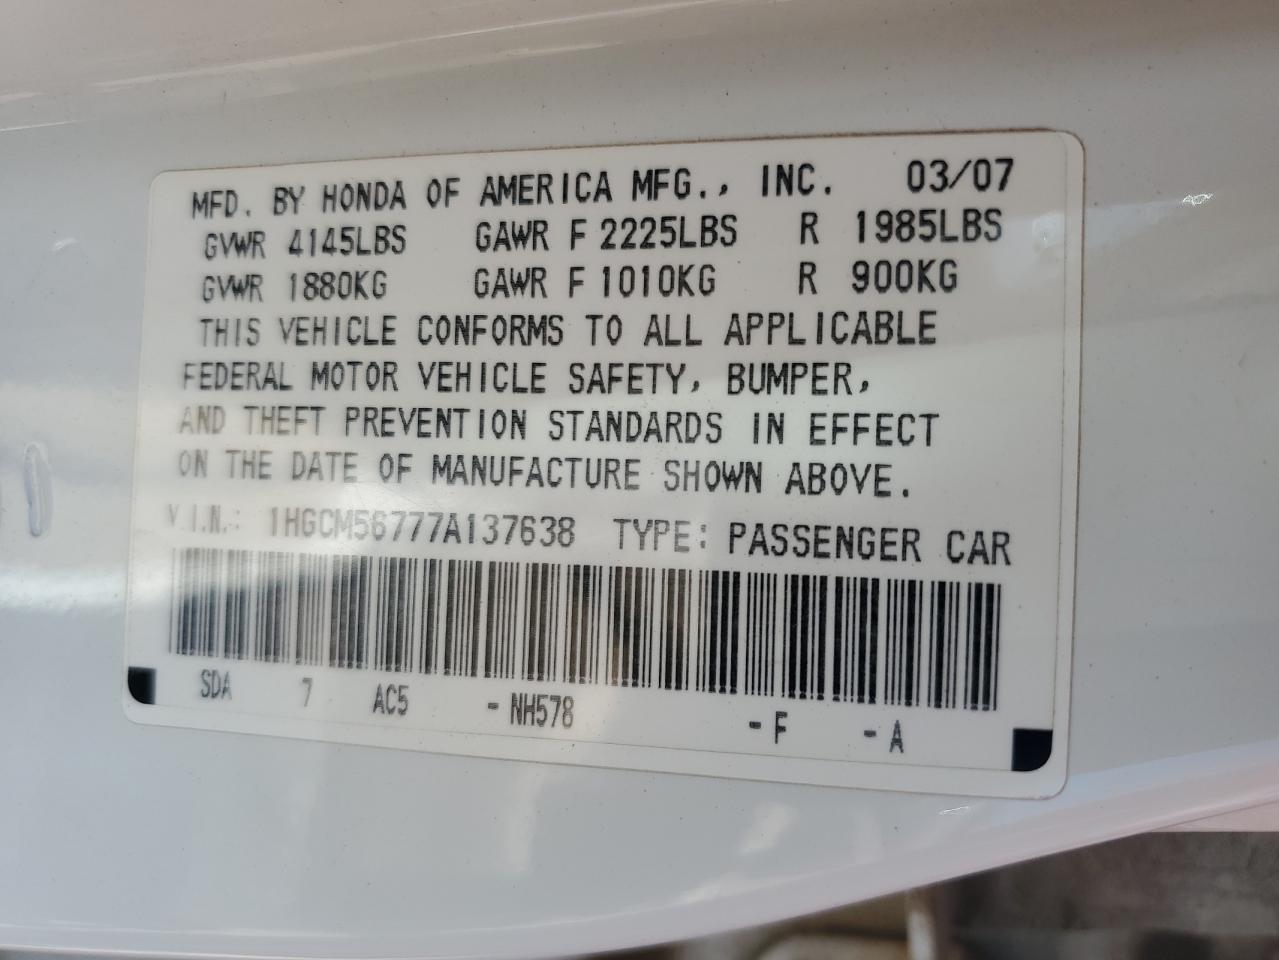 MFD. BY HONDA OF AMERICA MFG., INC. 03/07
GVWR 4145LBS GAWR F 2225LBS R 1985LBS
GVWR 1880KG GAWR F 1010KG R 900KG
THIS VEHICLE CONFORMS TO ALL APPLICABLE
FEDERAL MOTOR VEHICLE SAFETY, BUMPER,
AND THEFT PREVENTION STANDARDS IN EFFECT
ON THE DATE OF MANUFACTURE SHOWN ABOVE.
V.I.N.: 1HGCM56777A137638 TYPE: PASSENGER CAR
SDA 7 AC5 - NH578 - F - A